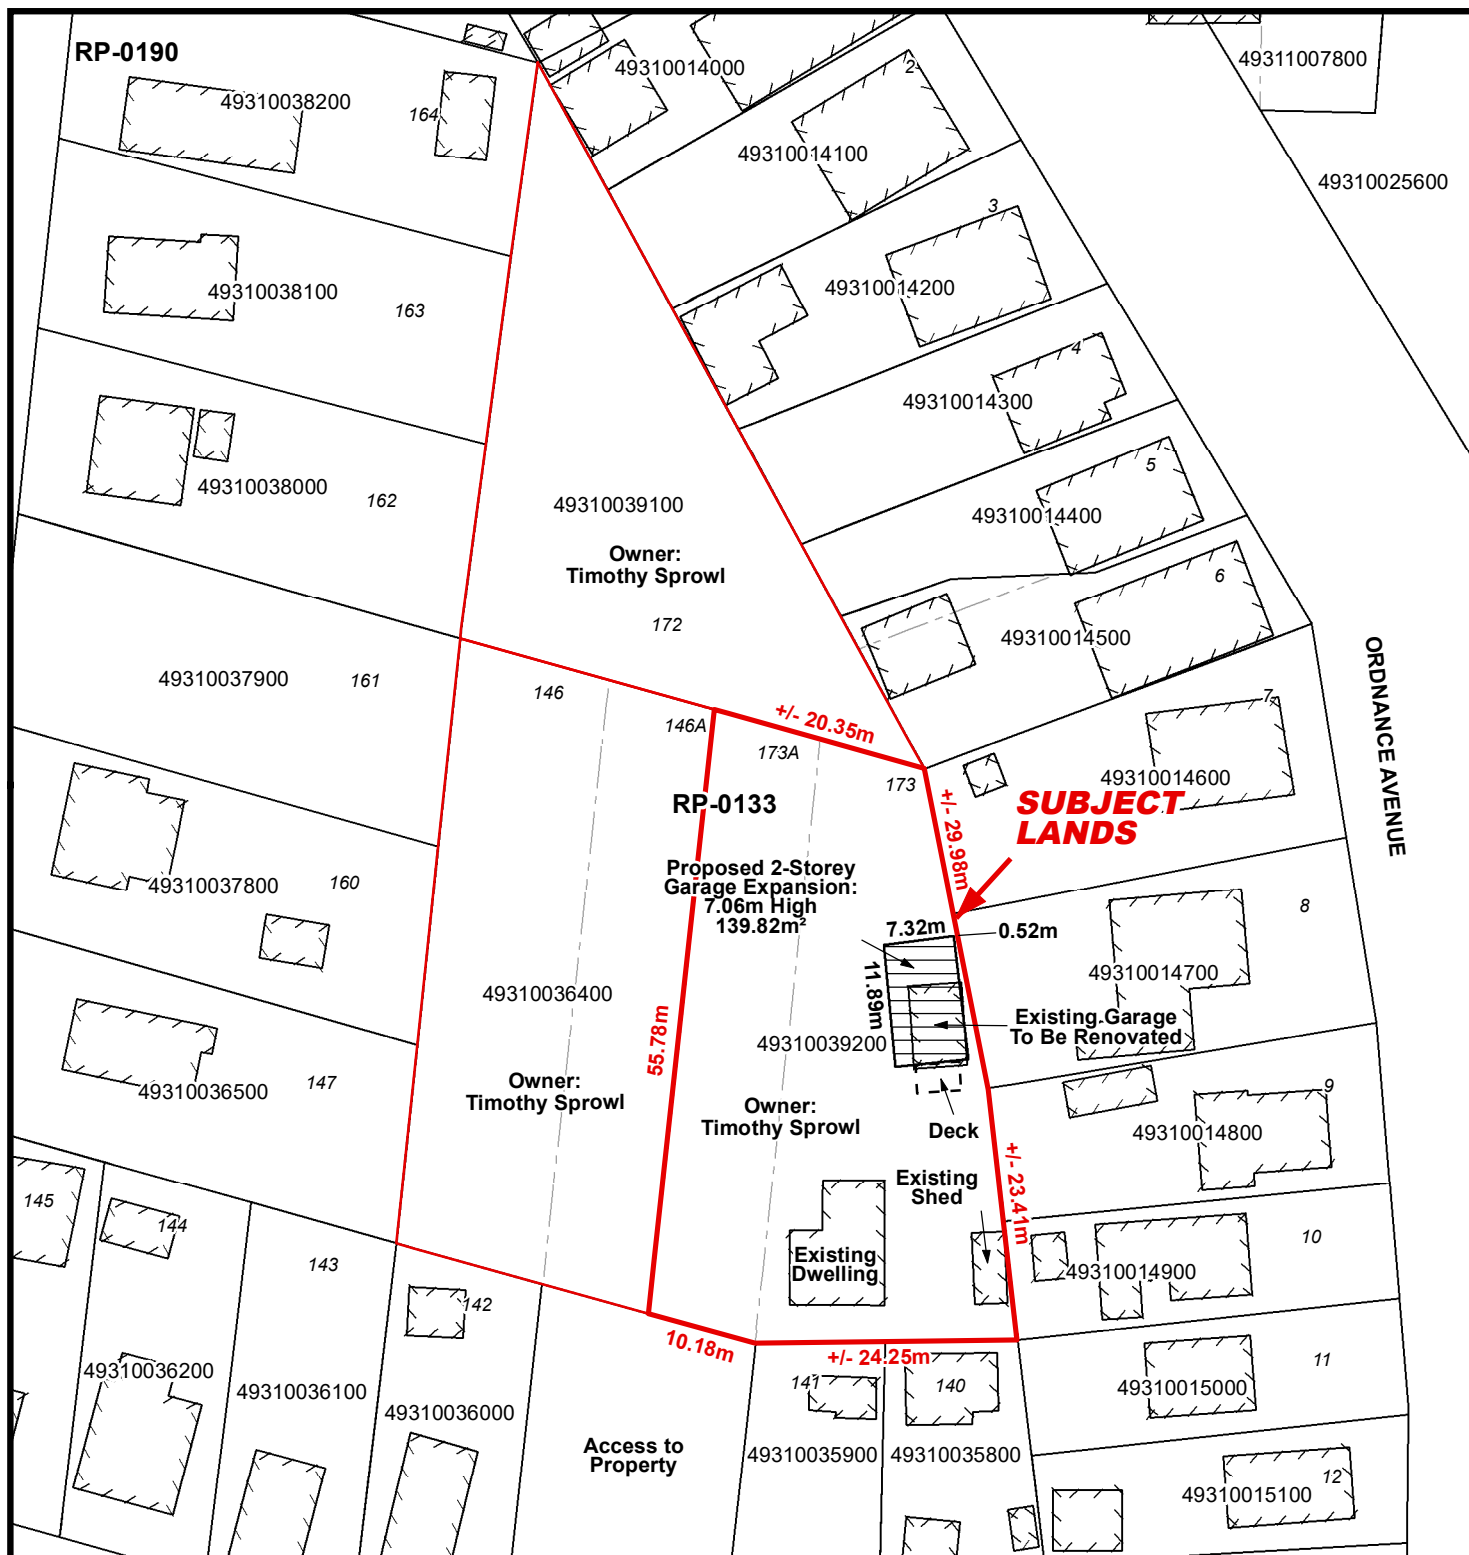 RP-0190
49310038200
164
49310014000
2
49311007800
49310014100
49310025600
3
49310038100
163
49310014200
4
49310014300
49310038000
162
49310039100
5
49310014400
Owner:
Timothy Sprowl
6
172
49310014500
ORDNANCE AVENUE
49310037900
161
146
146A
+/- 20.35m
173A
173
7
49310014600
RP-0133
+/- 29.98m
SUBJECT
LANDS
Proposed 2-Storey
Garage Expansion:
7.06m High
139.82m²
49310037800
160
8
7.32m
0.52m
11.89m
49310014700
49310036400
55.78m
Existing Garage
To Be Renovated
49310039200
49310036500
147
Owner:
Timothy Sprowl
Owner:
Timothy Sprowl
Deck
9
49310014800
+/- 23.41m
Existing
Shed
145
144
143
Existing
Dwelling
10
49310014900
142
10.18m
+/- 24.25m
49310036200
49310036100
49310036000
141
140
11
49310015000
Access to
Property
49310035900
49310035800
12
49310015100